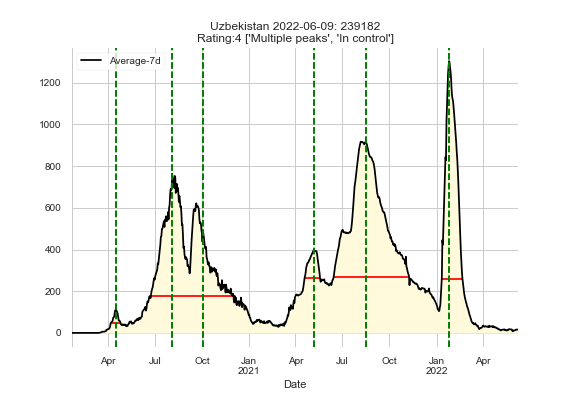 Uzbekistan 2022-06-09: 239182
Rating:4 ['Multiple peaks', 'In control']
Average-7d
1200
1000
800
600
400
200
0
Apr Jul Oct Jan Apr Jul Oct Jan Apr
2021 2022
Date